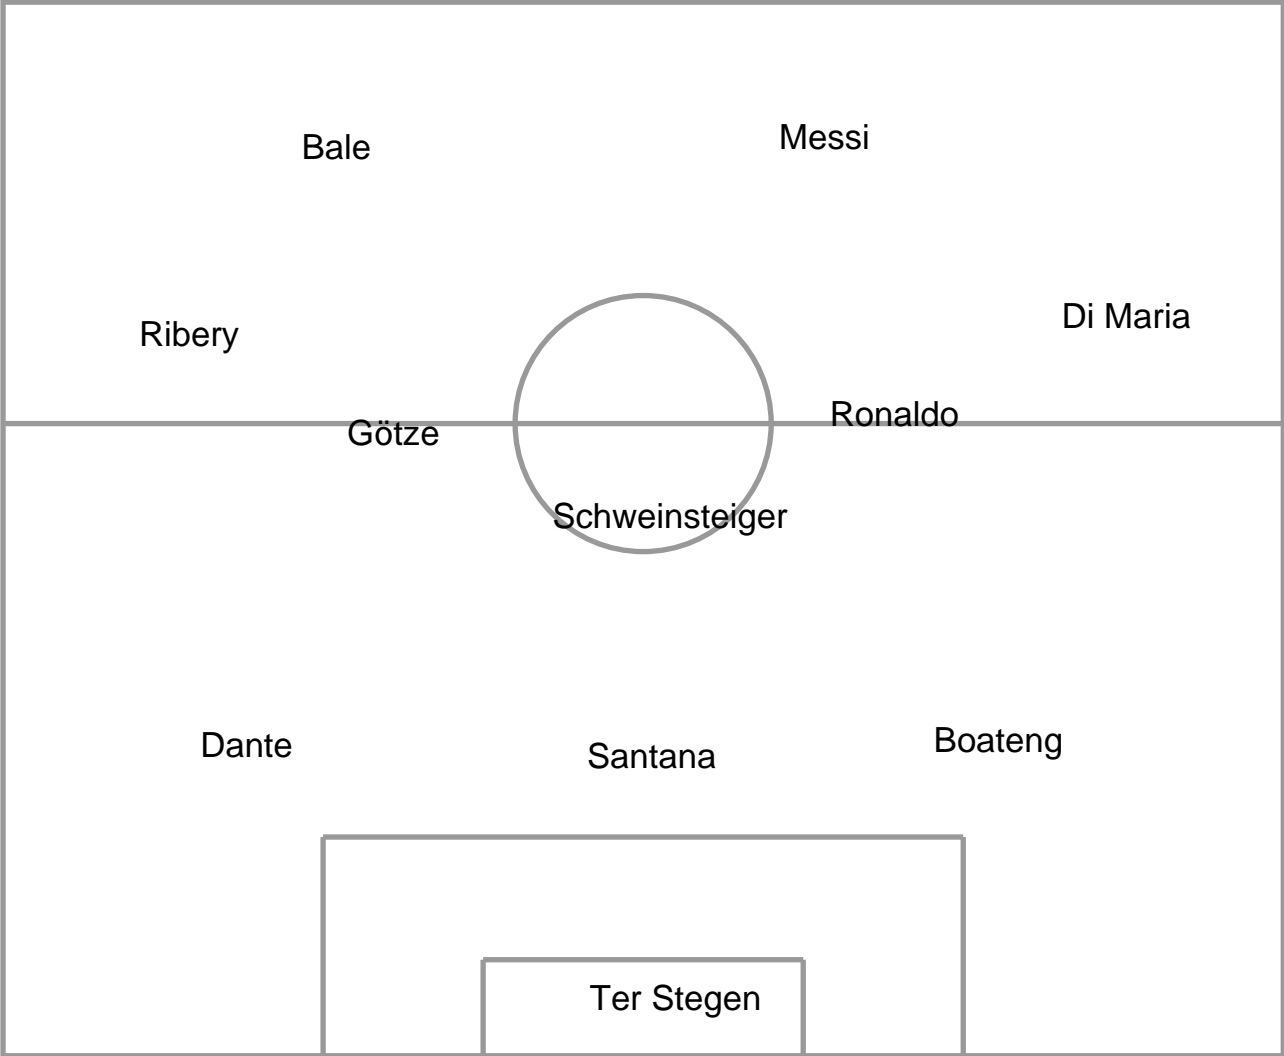 Bale
Messi
Ribery
Di Maria
Götze
Ronaldo
Schweinsteiger
Dante
Santana
Boateng
Ter Stegen